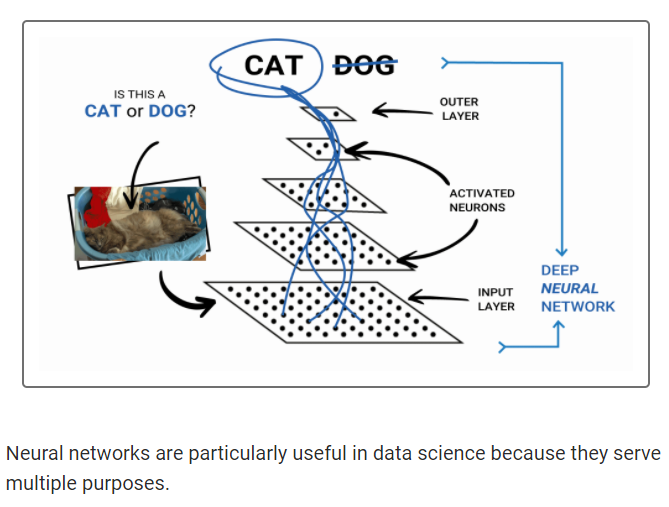 CAT DOG
IS THIS A
CAT or DOG?
OUTER
LAYER
ACTIVATED
NEURONS
INPUT
LAYER
DEEP
NEURAL
NETWORK
Neural networks are particularly useful in data science because they serve
multiple purposes.